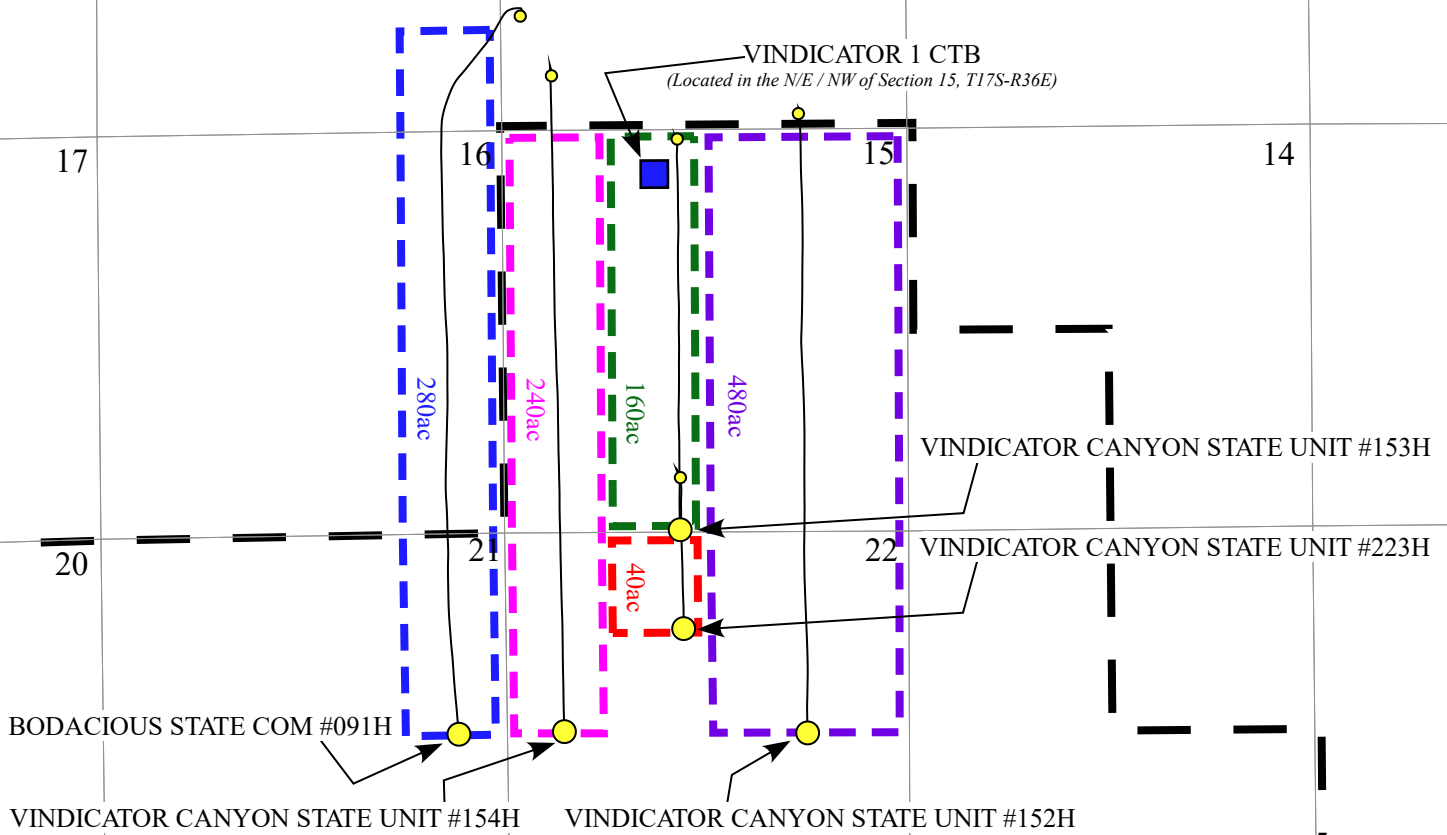 VINDICATOR 1 CTB
(Located in the N/E / NW of Section 15, T17S-R36E)
17
16
15
14
280ac
240ac
160ac
480ac
VINDICATOR CANYON STATE UNIT #153H
20
21
22
VINDICATOR CANYON STATE UNIT #223H
40ac
BODACIOUS STATE COM #091H
VINDICATOR CANYON STATE UNIT #154H
VINDICATOR CANYON STATE UNIT #152H